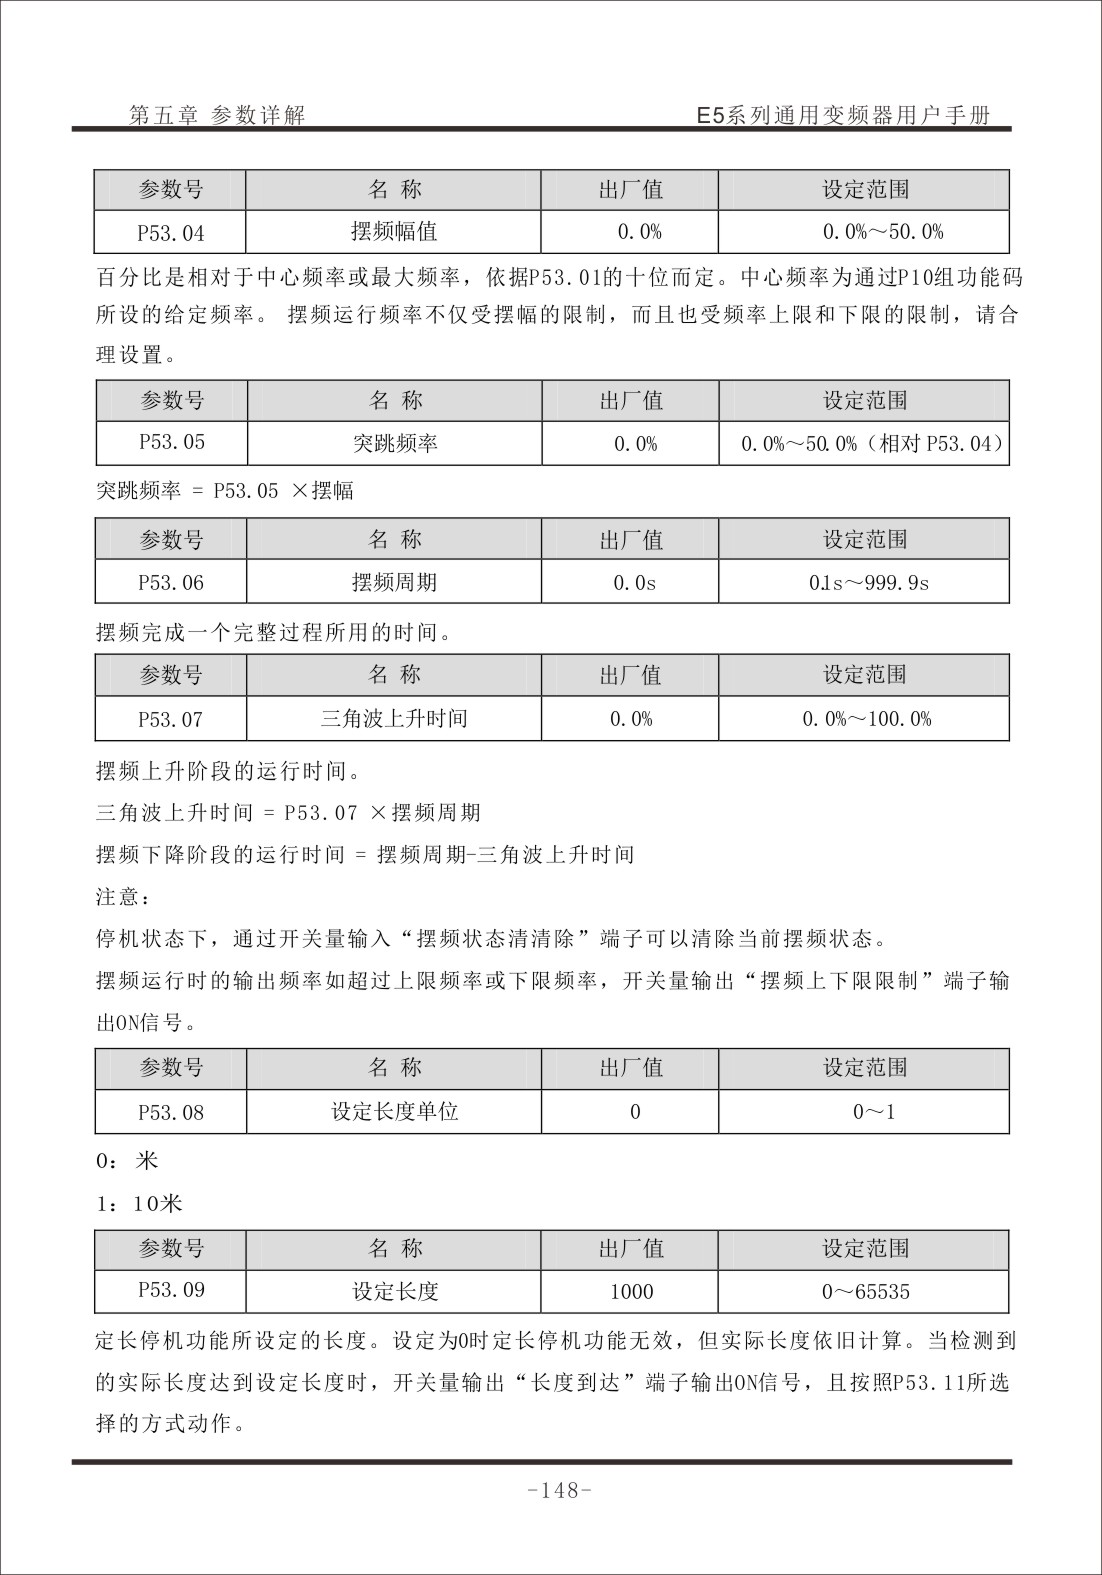 第五章 参数详解 E5系列通用变频器用户手册
参数号 名 称 出厂值 设定范围
P53.04 摆频幅值 0.0% 0.0%～50.0%
百分比是相对于中心频率或最大频率，依据P53.01的十位而定。中心频率为通过P10组功能码
所设的给定频率。 摆频运行频率不仅受摆幅的限制，而且也受频率上限和下限的限制，请合
理设置。
参数号 名 称 出厂值 设定范围
P53.05 突跳频率 0.0% 0.0%～50.0%（相对 P53.04）
突跳频率 = P53.05 ×摆幅
参数号 名 称 出厂值 设定范围
P53.06 摆频周期 0.0s 0.1s～999.9s
摆频完成一个完整过程所用的时间。
参数号 名 称 出厂值 设定范围
P53.07 三角波上升时间 0.0% 0.0%～100.0%
摆频上升阶段的运行时间。
三角波上升时间 = P53.07 ×摆频周期
摆频下降阶段的运行时间 = 摆频周期-三角波上升时间
注意：
停机状态下，通过开关量输入“摆频状态清清除”端子可以清除当前摆频状态。
摆频运行时的输出频率如超过上限频率或下限频率，开关量输出“摆频上下限限制”端子输
出ON信号。
参数号 名 称 出厂值 设定范围
P53.08 设定长度单位 0 0～1
0： 米
1：10米
参数号 名 称 出厂值 设定范围
P53.09 设定长度 1000 0～65535
定长停机功能所设定的长度。设定为0时定长停机功能无效，但实际长度依旧计算。当检测到
的实际长度达到设定长度时，开关量输出“长度到达”端子输出ON信号，且按照P53.11所选
择的方式动作。
-148-